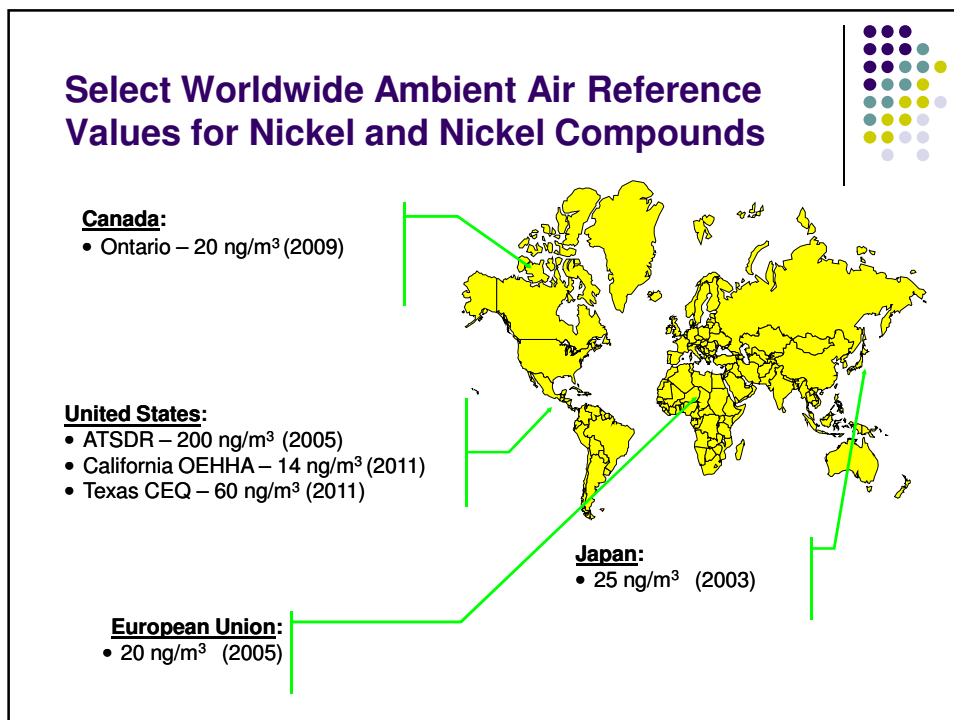 Select Worldwide Ambient Air Reference
Values for Nickel and Nickel Compounds
Canada:
• Ontario – 20 ng/m³ (2009)
United States:
• ATSDR – 200 ng/m³ (2005)
• California OEHHA – 14 ng/m³ (2011)
• Texas CEQ – 60 ng/m³ (2011)
Japan:
• 25 ng/m³ (2003)
European Union:
• 20 ng/m³ (2005)